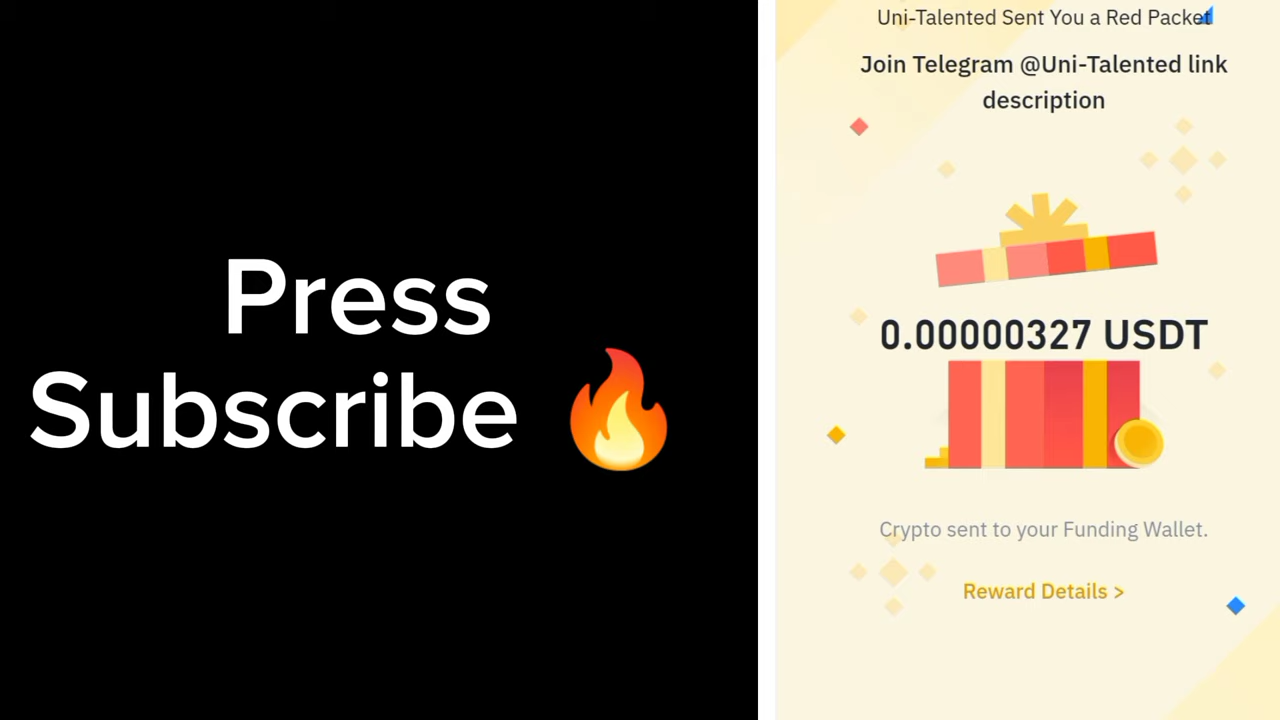 Press
Subscribe 🔥
Uni-Talented Sent You a Red Packet
Join Telegram @Uni-Talented link
description
0.00000327 USDT
Crypto sent to your Funding Wallet.
Reward Details >